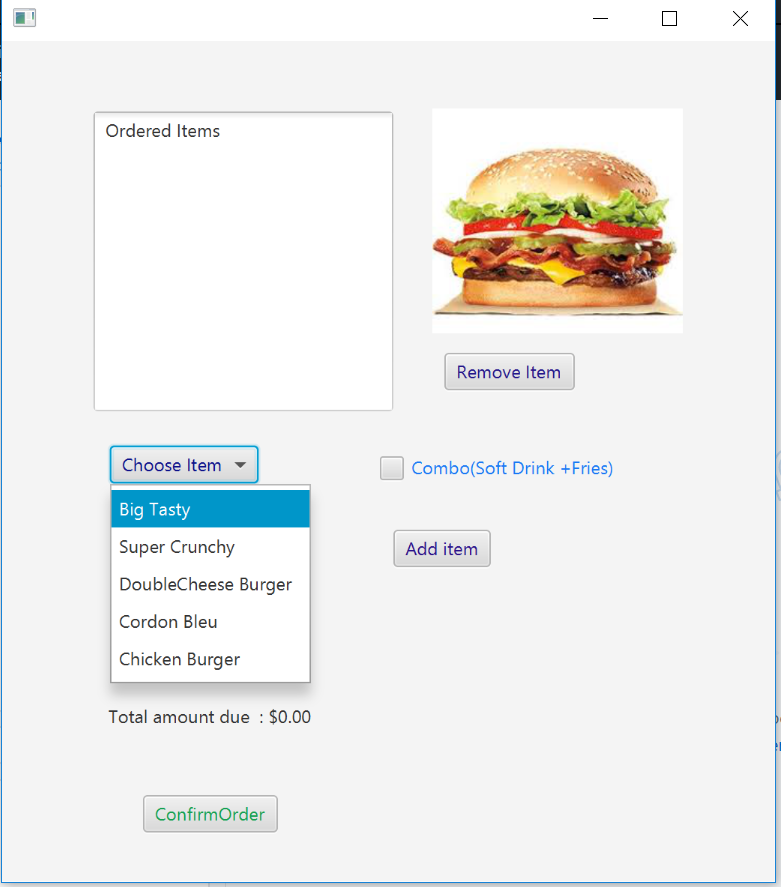 Ordered Items
Remove Item
Choose Item
Combo(Soft Drink +Fries)
Big Tasty
Super Crunchy
Add item
DoubleCheese Burger
Cordon Bleu
Chicken Burger
Total amount due  : $0.00
ConfirmOrder